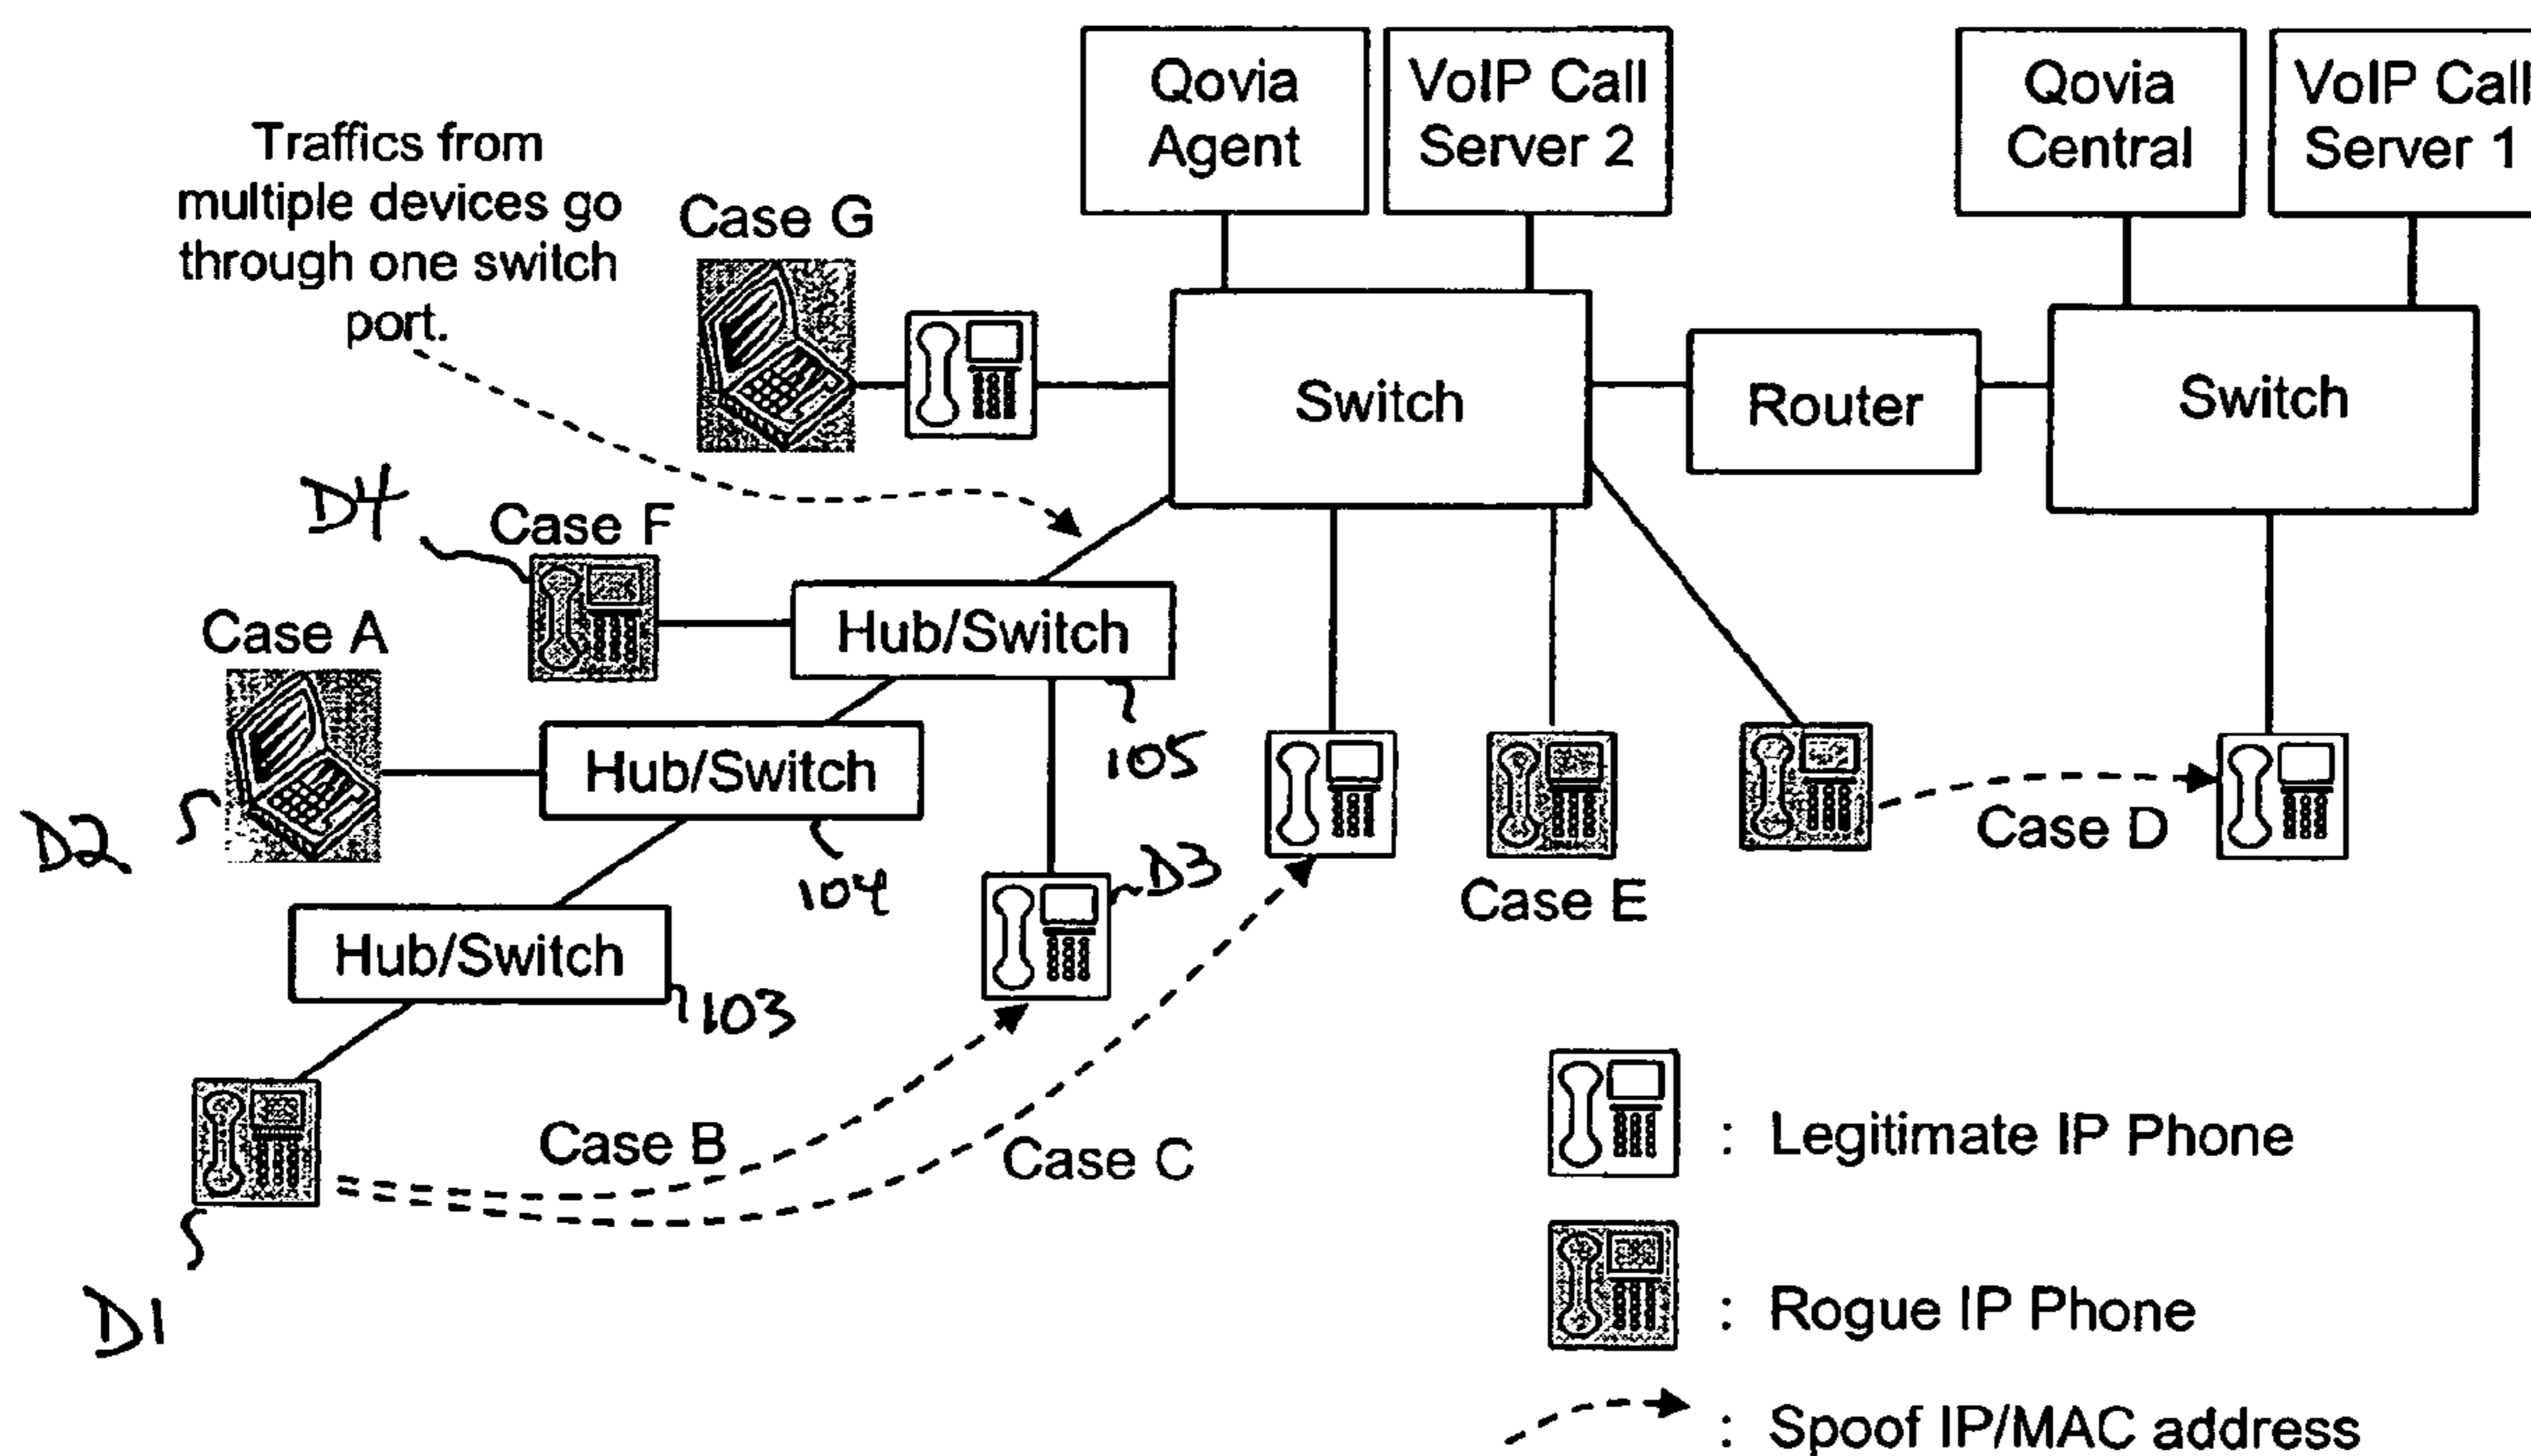 Qovia
Agent
VoIP Call
Server 2
Qovia
Central
VoIP Call
Server 1
Traffics from
multiple devices go
through one switch
port.
Case G
Switch
Router
Switch
D4
Case F
Hub/Switch
105
Case A
Hub/Switch
104
D2
D3
Case E
Case D
Hub/Switch
103
Case B
Case C
D1
: Legitimate IP Phone
: Rogue IP Phone
: Spoof IP/MAC address